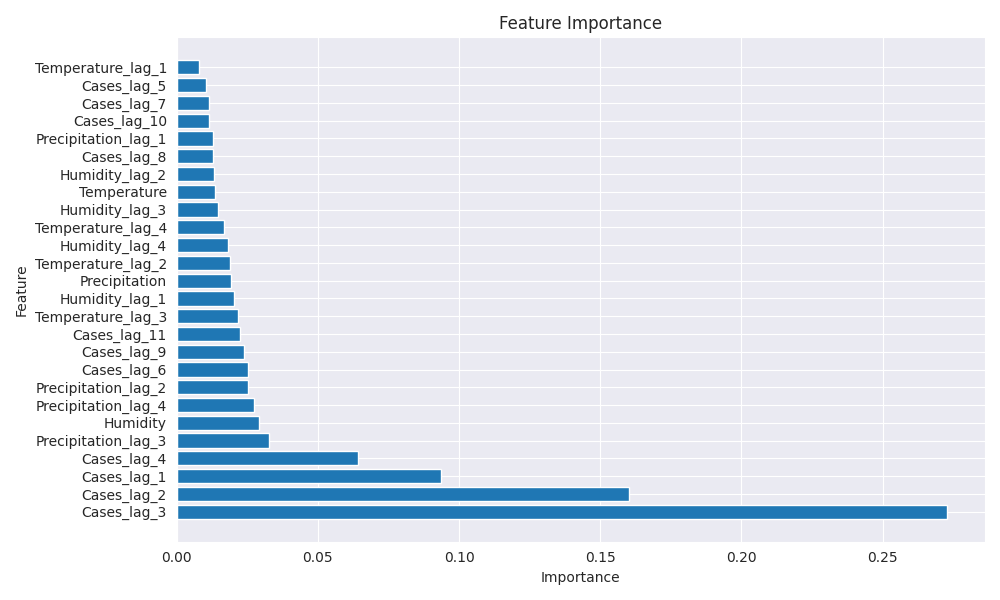 Feature Importance
Temperature_lag_1
Cases_lag_5
Cases_lag_7
Cases_lag_10
Precipitation_lag_1
Cases_lag_8
Humidity_lag_2
Temperature
Humidity_lag_3
Temperature_lag_4
Humidity_lag_4
Temperature_lag_2
Precipitation
Humidity_lag_1
Temperature_lag_3
Cases_lag_11
Cases_lag_9
Cases_lag_6
Precipitation_lag_2
Precipitation_lag_4
Humidity
Precipitation_lag_3
Cases_lag_4
Cases_lag_1
Cases_lag_2
Cases_lag_3
Feature
0.00 0.05 0.10 0.15 0.20 0.25
Importance